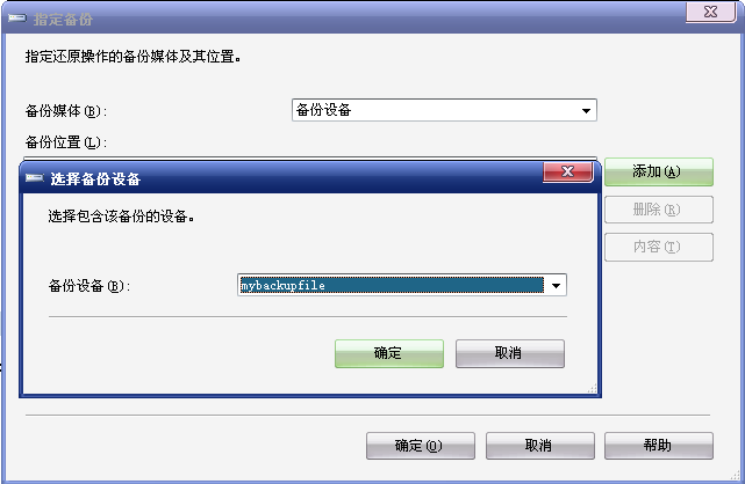 指定备份
指定还原操作的备份媒体及其位置。
备份媒体(B):
备份设备
备份位置(L):
选择备份设备
选择包含该备份的设备。
备份设备(B):
mybackupfile
确定
取消
添加(A)
删除(R)
内容(T)
确定(O)
取消
帮助